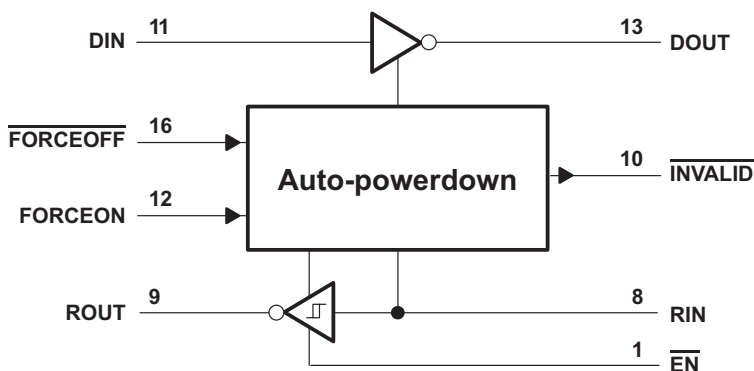 DIN 11 13 DOUT
FORCEOFF 16
Auto-powerdown
10 INVALID
FORCEON 12
ROUT 9 8 RIN
1 EN